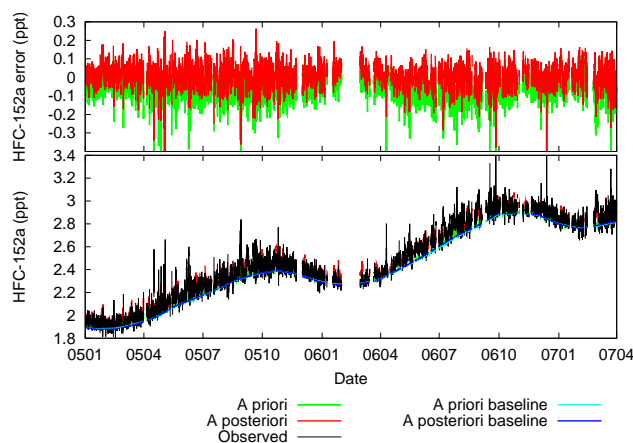 HFC-152a error (ppt)
0.3
0.2
0.1
0
-0.1
-0.2
-0.3
HFC-152a (ppt)
3.4
3.2
3
2.8
2.6
2.4
2.2
2
1.8
0501 0504 0507 0510 0601 0604 0607 0610 0701 0704
Date
A priori A priori baseline
A posteriori A posteriori baseline
Observed